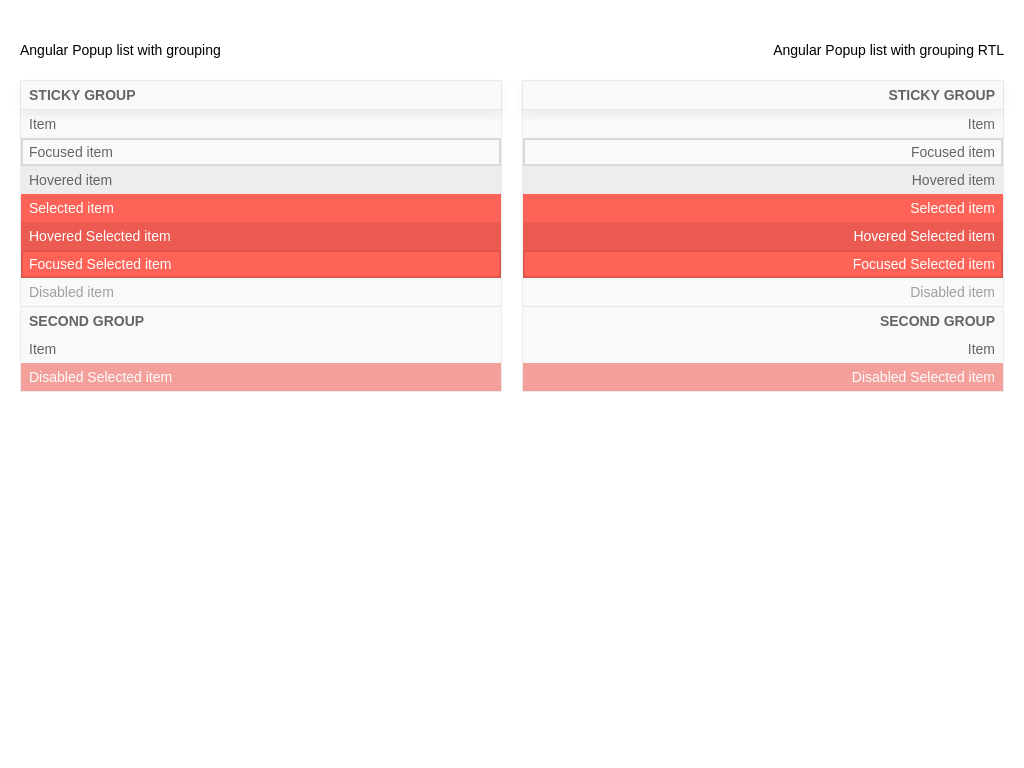 Angular Popup list with grouping
STICKY GROUP
Item
Focused item
Hovered item
Selected item
Hovered Selected item
Focused Selected item
Disabled item
SECOND GROUP
Item
Disabled Selected item
Angular Popup list with grouping RTL
STICKY GROUP
Item
Focused item
Hovered item
Selected item
Hovered Selected item
Focused Selected item
Disabled item
SECOND GROUP
Item
Disabled Selected item